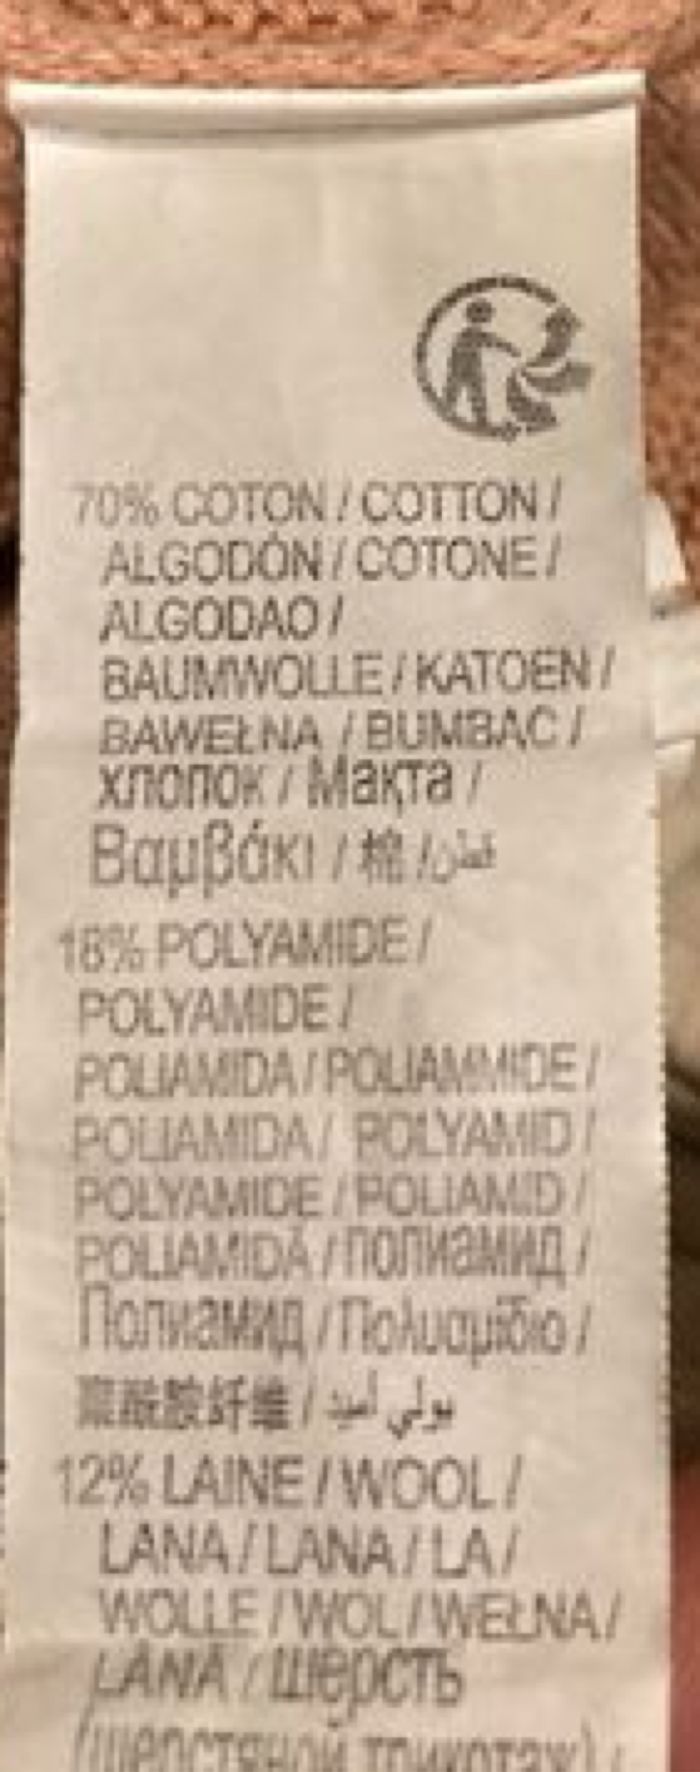 70% COTON / COTTON /
ALGODÓN / COTONE /
ALGODAO /
BAUMWOLLE / KATOEN /
BAWEŁNA / BUMBAC /
хлопок / Мақта /
Βαμβάκι / 棉 / قطن
18% POLYAMIDE /
POLYAMIDE /
POLIAMIDA / POLIAMMIDE /
POLIAMIDA / POLYAMID /
POLYAMIDE / POLIAMID /
POLIAMIDĂ / полиамид /
Полиамид / Πολυαμίδιο /
聚酰胺纤维 / بولي أميد
12% LAINE / WOOL /
LANA / LANA / LA /
WOLLE / WOL / WEŁNA /
LÂNĂ / шерсть
(шерстяной трикотаж) /